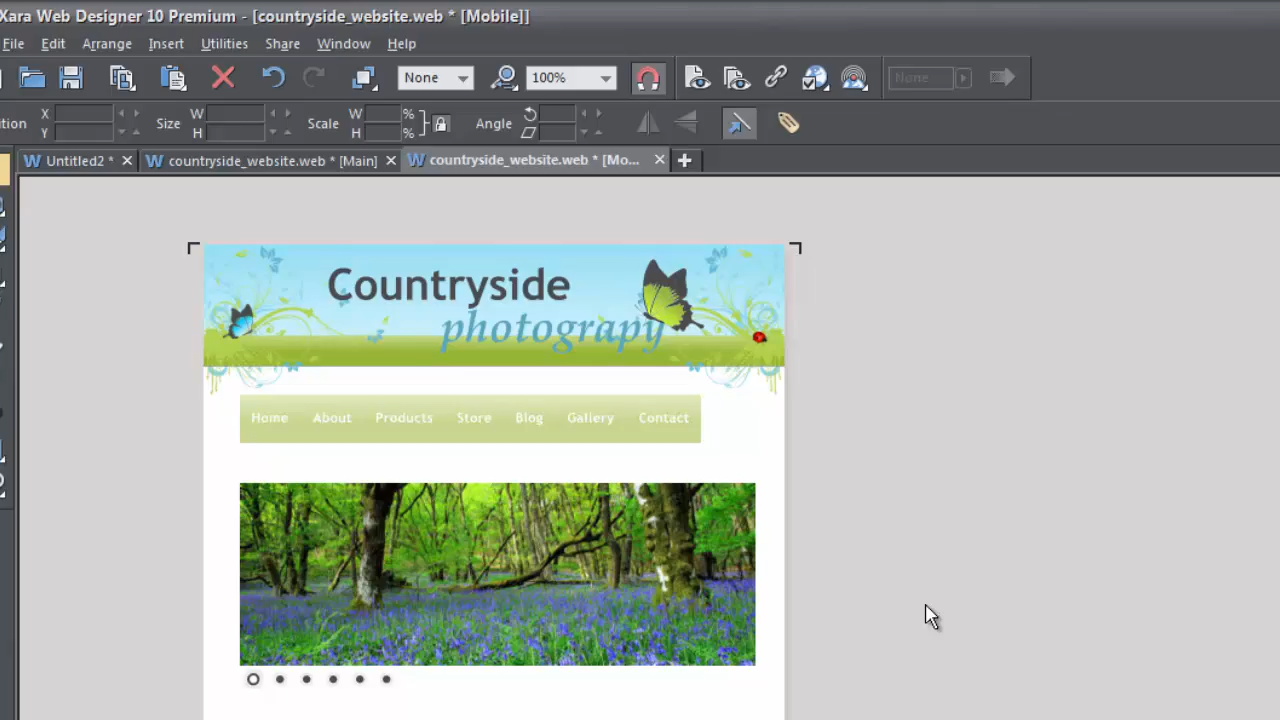 Xara Web Designer 10 Premium - [countryside_website.web * [Mobile]]
File Edit Arrange Insert Utilities Share Window Help
None 100% None
tion X Y Size W H Scale W H % % Angle
Untitled2 * countryside_website.web * [Main] countryside_website.web * [Mo...
Countryside
photograpy
Home About Products Store Blog Gallery Contact